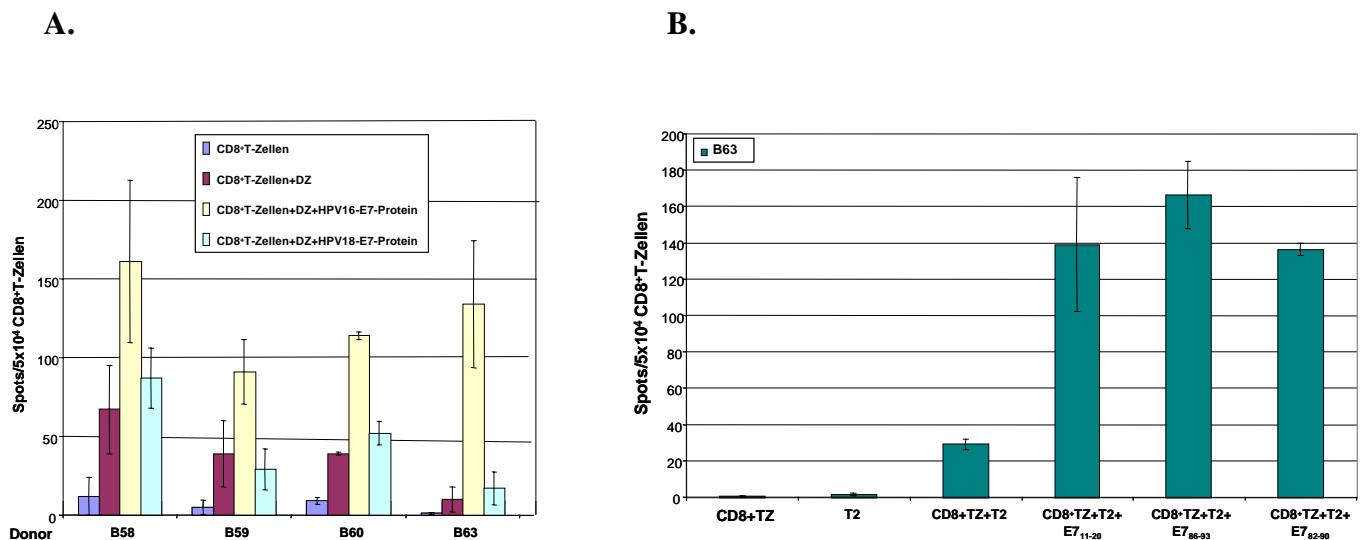 A.
B.
250
200
150
100
50
0
Spots/5x10⁴ CD8⁺T-Zellen
CD8⁺T-Zellen
CD8⁺T-Zellen+DZ
CD8⁺T-Zellen+DZ+HPV16-E7-Protein
CD8⁺T-Zellen+DZ+HPV18-E7-Protein
Donor B58 B59 B60 B63
200
180
160
140
120
100
80
60
40
20
0
Spots/5x10⁴ CD8⁺T-Zellen
B63
CD8+TZ
T2
CD8+TZ+T2
CD8⁺TZ+T2+
E7₁₁₋₂₀
CD8⁺TZ+T2+
E7₈₆₋₉₃
CD8⁺TZ+T2+
E7₈₂₋₉₀